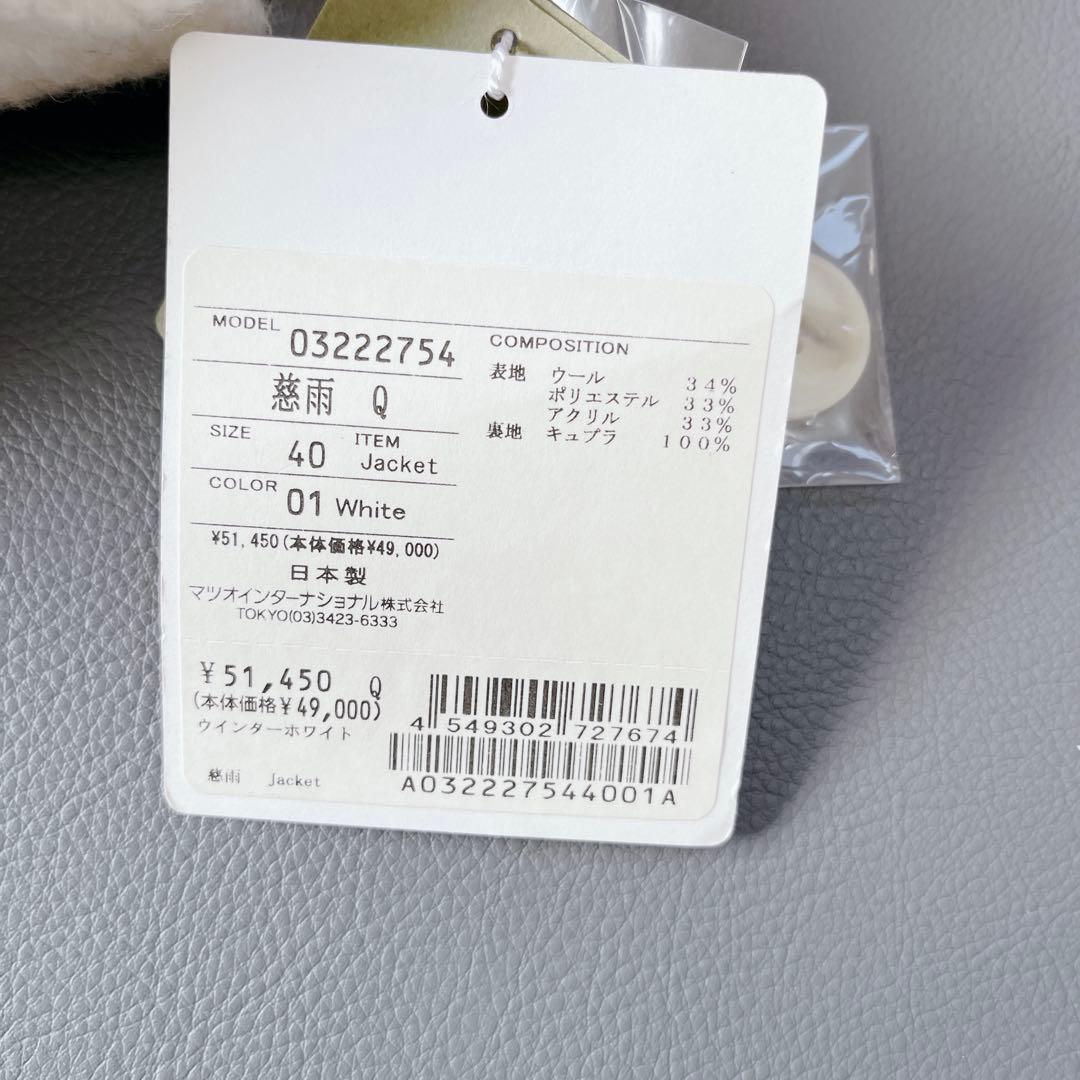 MODEL 03222754
慈雨 Q
SIZE 40 ITEM Jacket
COLOR 01 White
¥51,450(本体価格¥49,000)
日本製
マツオインターナショナル株式会社
TOKYO(03)3423-6333
COMPOSITION
表地 ウール 34%
ポリエステル 33%
アクリル 33%
裏地 キュプラ 100%
¥51,450 Q
(本体価格¥49,000)
ウインターホワイト
慈雨 Jacket
4 549302 727674
A0322275440​01A